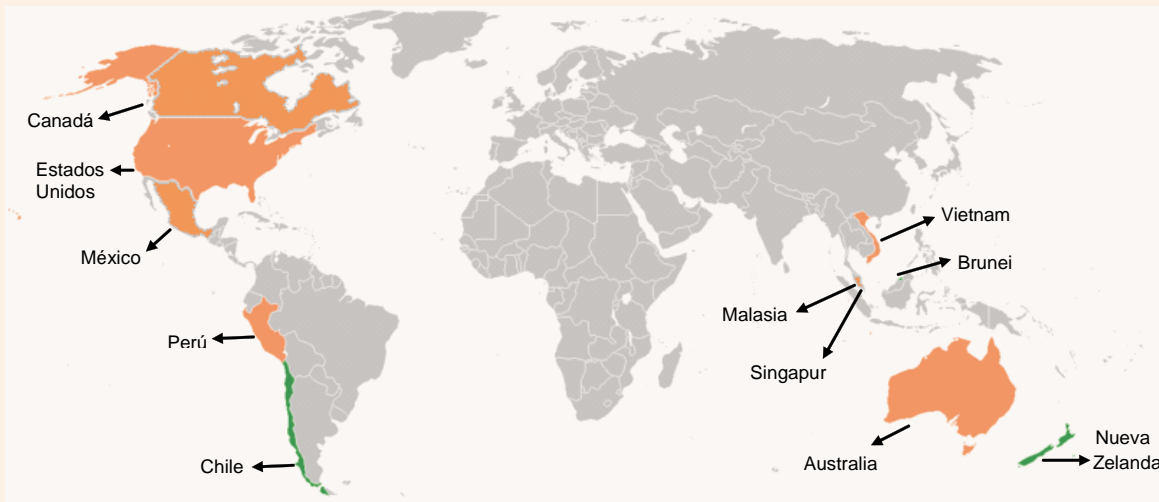 Canadá
Estados
Unidos
México
Perú
Chile
Vietnam
Brunei
Malasia
Singapur
Australia
Nueva
Zelanda